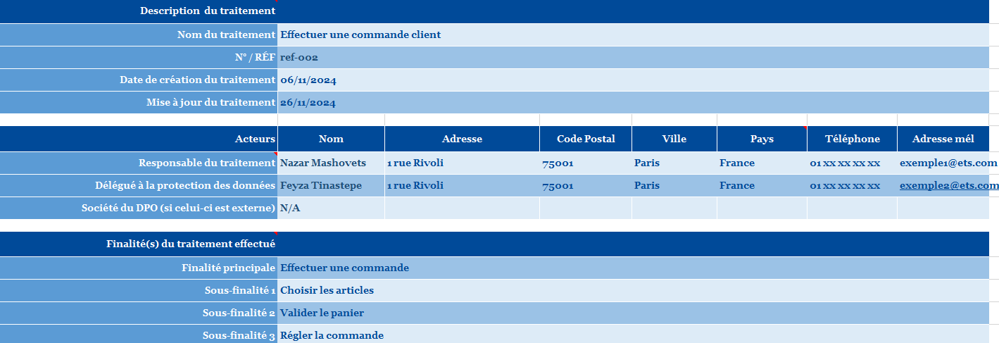 Description du traitement
Nom du traitement Effectuer une commande client
N° / RÉF ref-002
Date de création du traitement 06/11/2024
Mise à jour du traitement 26/11/2024
Acteurs Nom Adresse Code Postal Ville Pays Téléphone Adresse mél
Responsable du traitement Nazar Mashovets 1 rue Rivoli 75001 Paris France 01 xx xx xx xx exemple1@ets.com
Délégué à la protection des données Feyza Tinastepe 1 rue Rivoli 75001 Paris France 01 xx xx xx xx exemple2@ets.com
Société du DPO (si celui-ci est externe) N/A
Finalité(s) du traitement effectué
Finalité principale Effectuer une commande
Sous-finalité 1 Choisir les articles
Sous-finalité 2 Valider le panier
Sous-finalité 3 Régler la commande